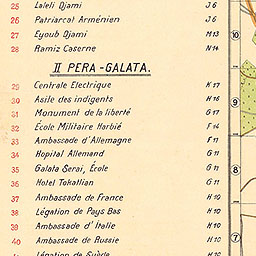 25 Laleli Djami J 6
26 Patriarcat Arménien J 6
27 Eyoub Djami M 13
28 Ramiz Caserne N 14
II PERA-GALATA.
29 Centrale Electrique K 17
30 Asile des indigents H 16
31 Monument de la liberté G 17
32 École Militaire Harbié F 14
33 Ambassade d'Allemagne F 11
34 Hopital Allemand G 11
35 Galata Serai, École G 11
36 Hotel Tokatlian G 11
37 Ambassade de France H 10
38 Légation de Pays Bas H 10
39 Ambassade d'Italie H 10
40 Ambassade de Russie H 10
Légation de Suède
10
9
8
7